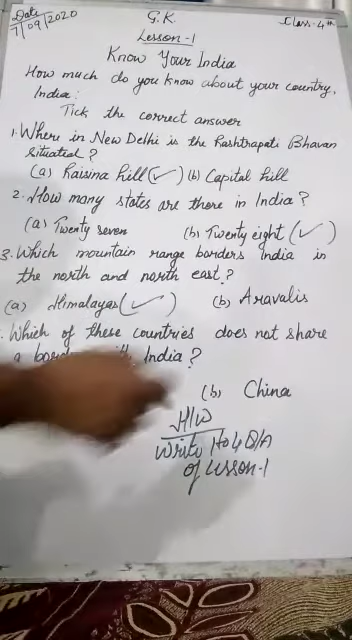 Date
7/09/2020
G.K.
Class-4th
Lesson-1
Know Your India
How much do you know about your country,
India:
Tick the correct answer
1. Where in New Delhi is the Rashtrapati Bhavan
situated?
(a) Raisina hill(✓) (b) Capital hill
2. How many states are there in India?
(a) Twenty seven (b) Twenty eight (✓)
3. Which mountain range borders India in
the north and north east?
(a) Himalayas(✓) (b) Aravalis
Which of these countries does not share
a India?
(b) China
H/W
Write 1 to 4 Q/A
of Lesson-1